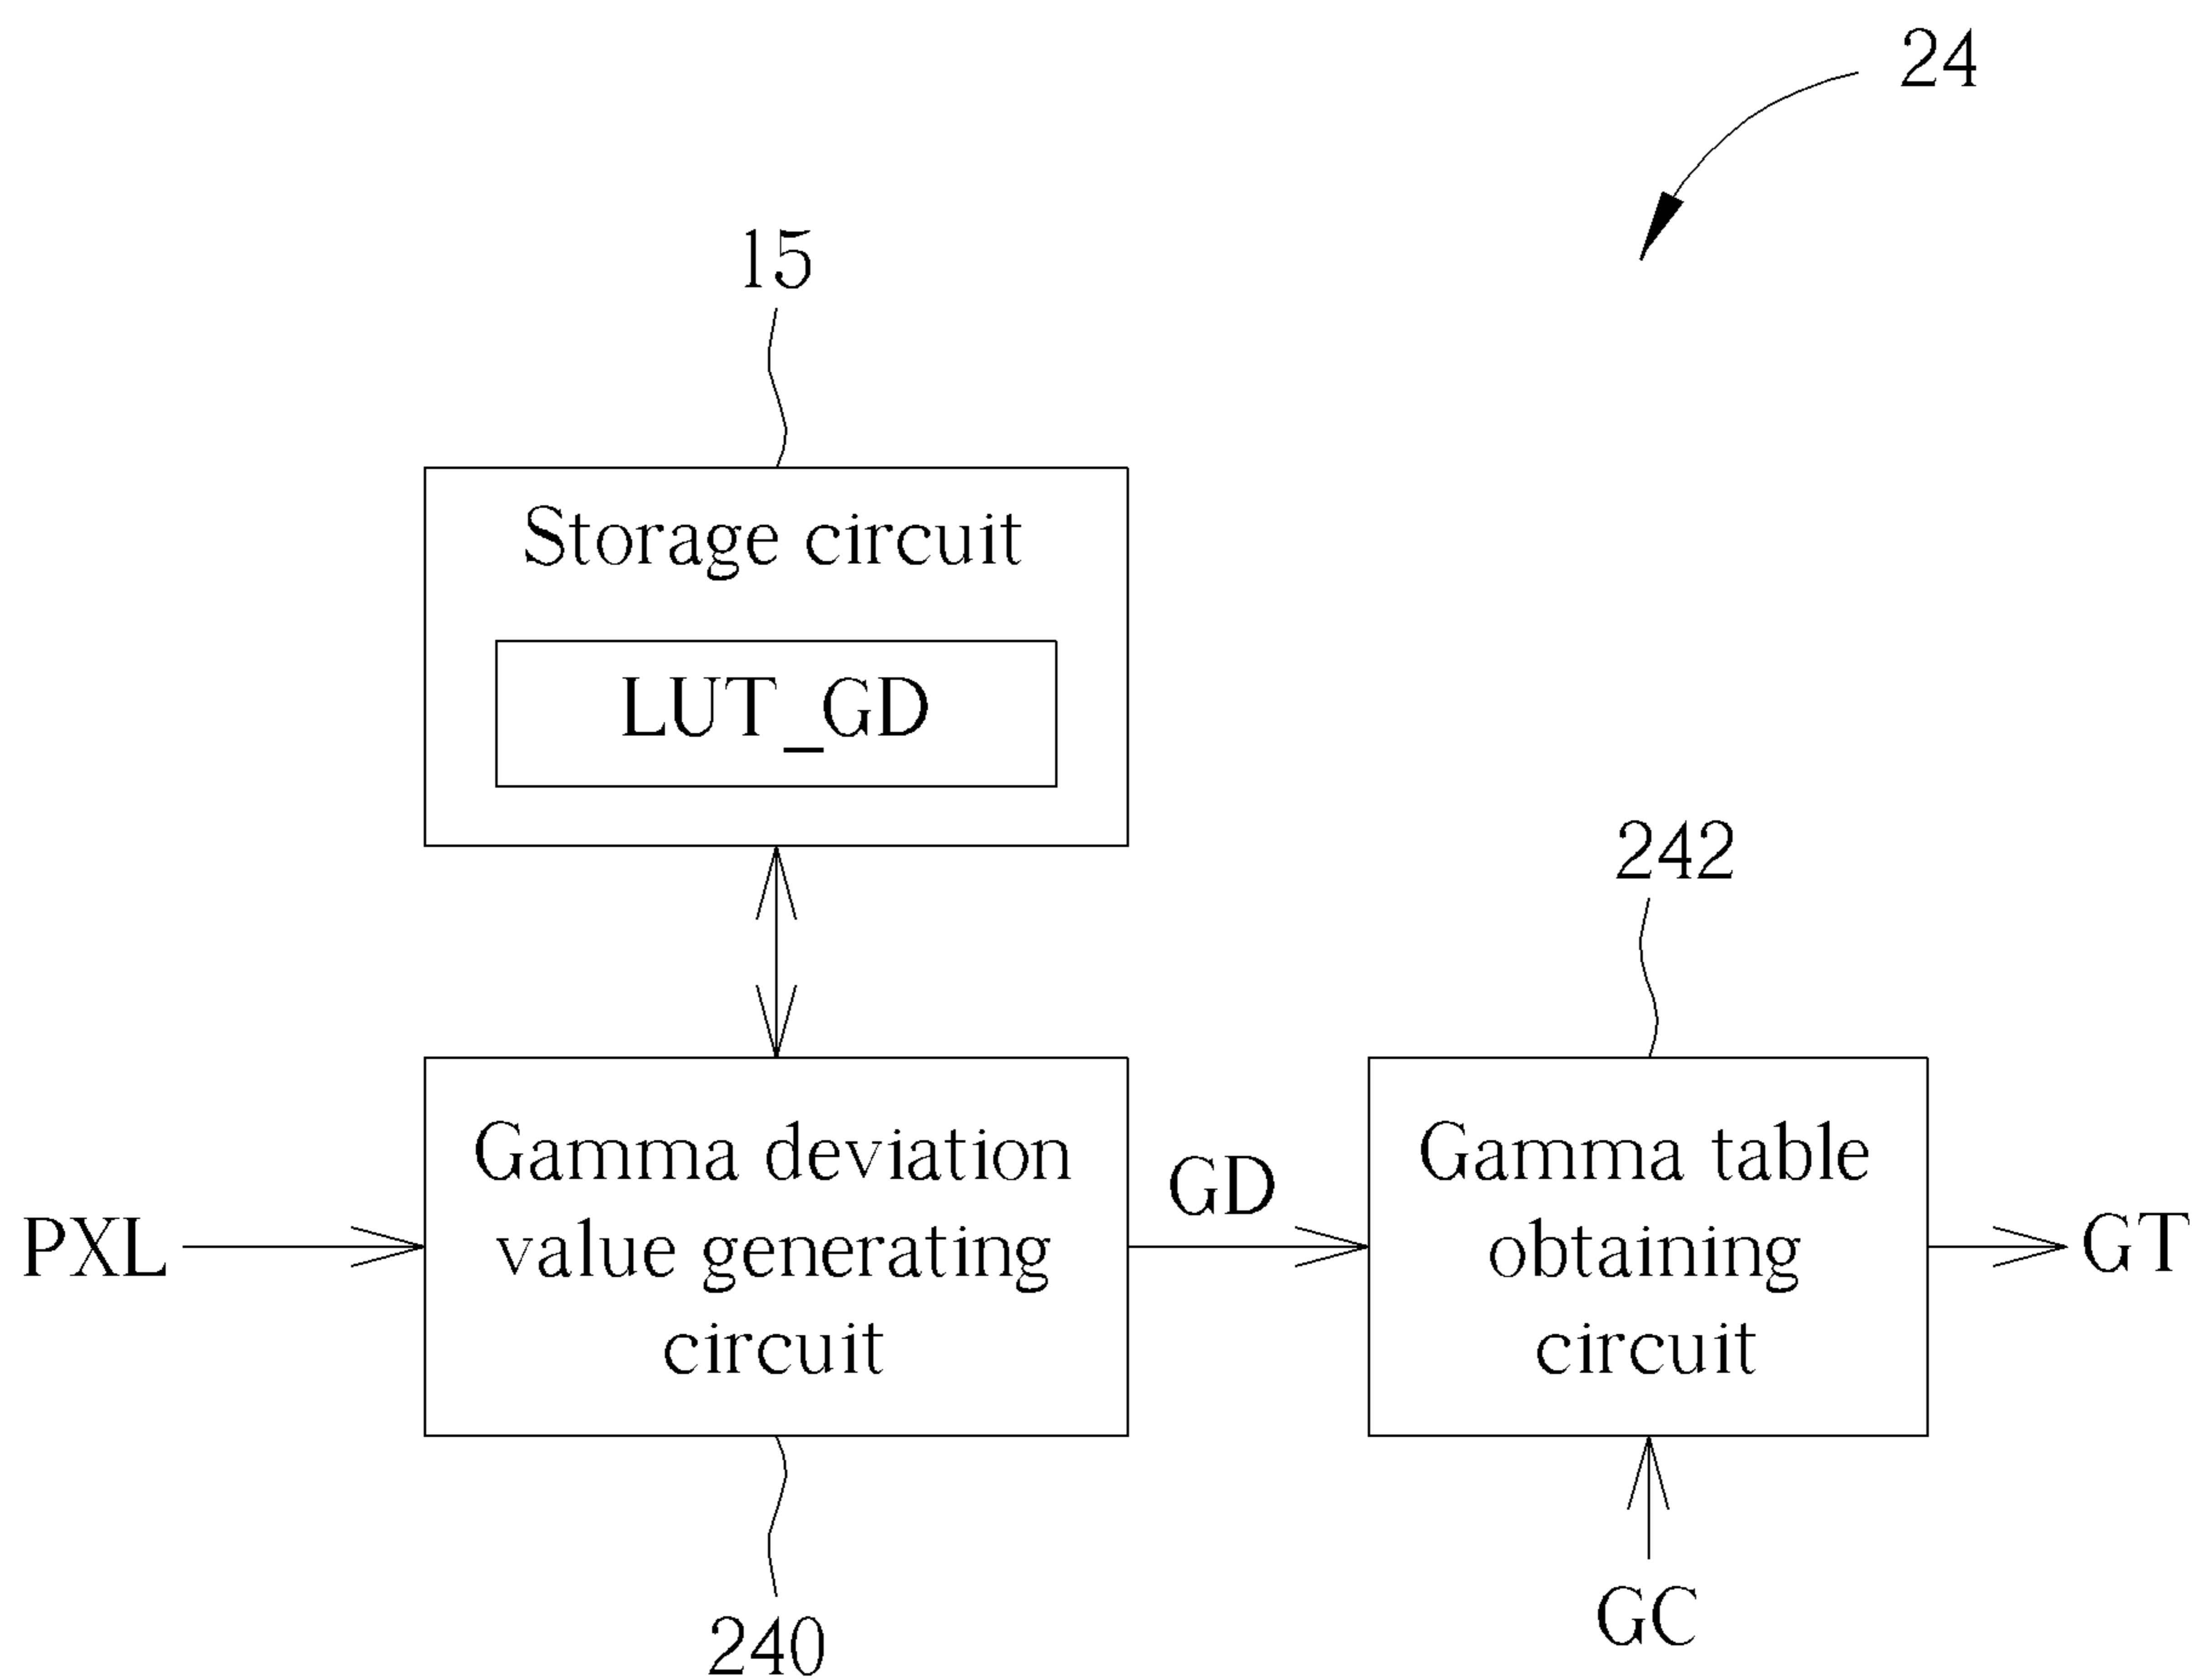 24
15
Storage circuit
LUT_GD
242
Gamma deviation
value generating
circuit
Gamma table
obtaining
circuit
PXL
GD
GT
GC
240